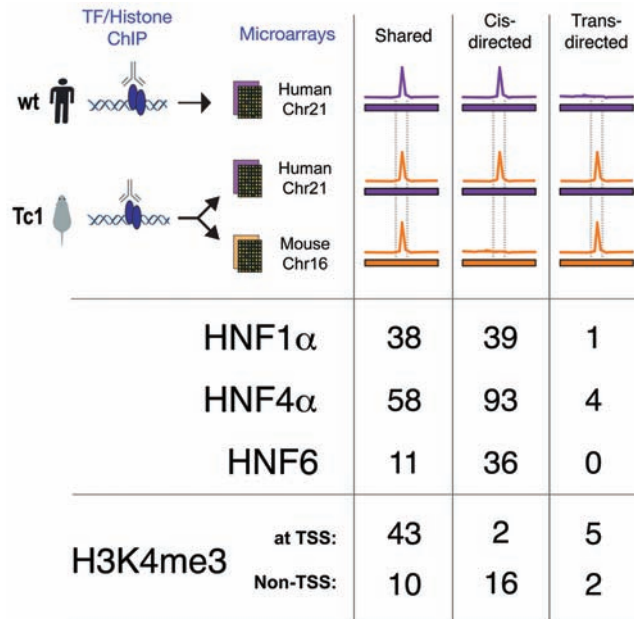 TF/Histone
ChIP
Microarrays
Shared
Cis-
directed
Trans-
directed
wt
Human
Chr21
Tc1
Human
Chr21
Mouse
Chr16
HNF1α 38 39 1
HNF4α 58 93 4
HNF6 11 36 0
H3K4me3
at TSS: 43 2 5
Non-TSS: 10 16 2